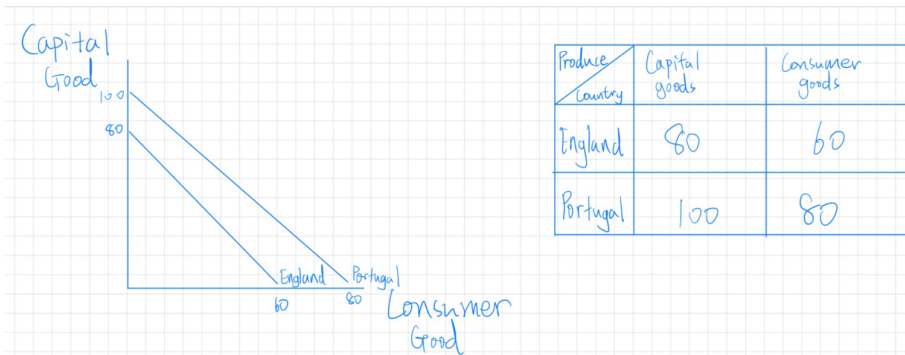 Capital
Good
100
80
England
Portugal
60
80
Consumer
Good
Produce
Country
Capital
goods
Consumer
goods
England
80
60
Portugal
100
80